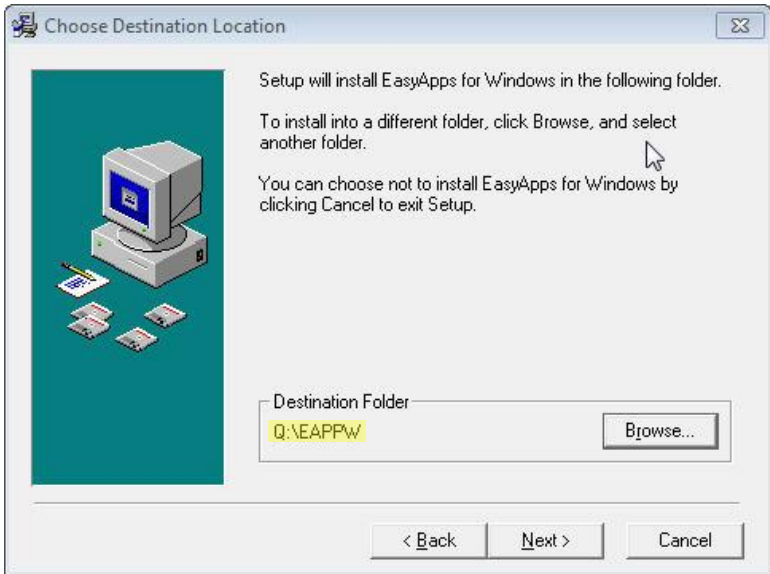 Choose Destination Location
Setup will install EasyApps for Windows in the following folder.
To install into a different folder, click Browse, and select
another folder.
You can choose not to install EasyApps for Windows by
clicking Cancel to exit Setup.
Destination Folder
Q:\EAPPW
Browse...
< Back
Next >
Cancel